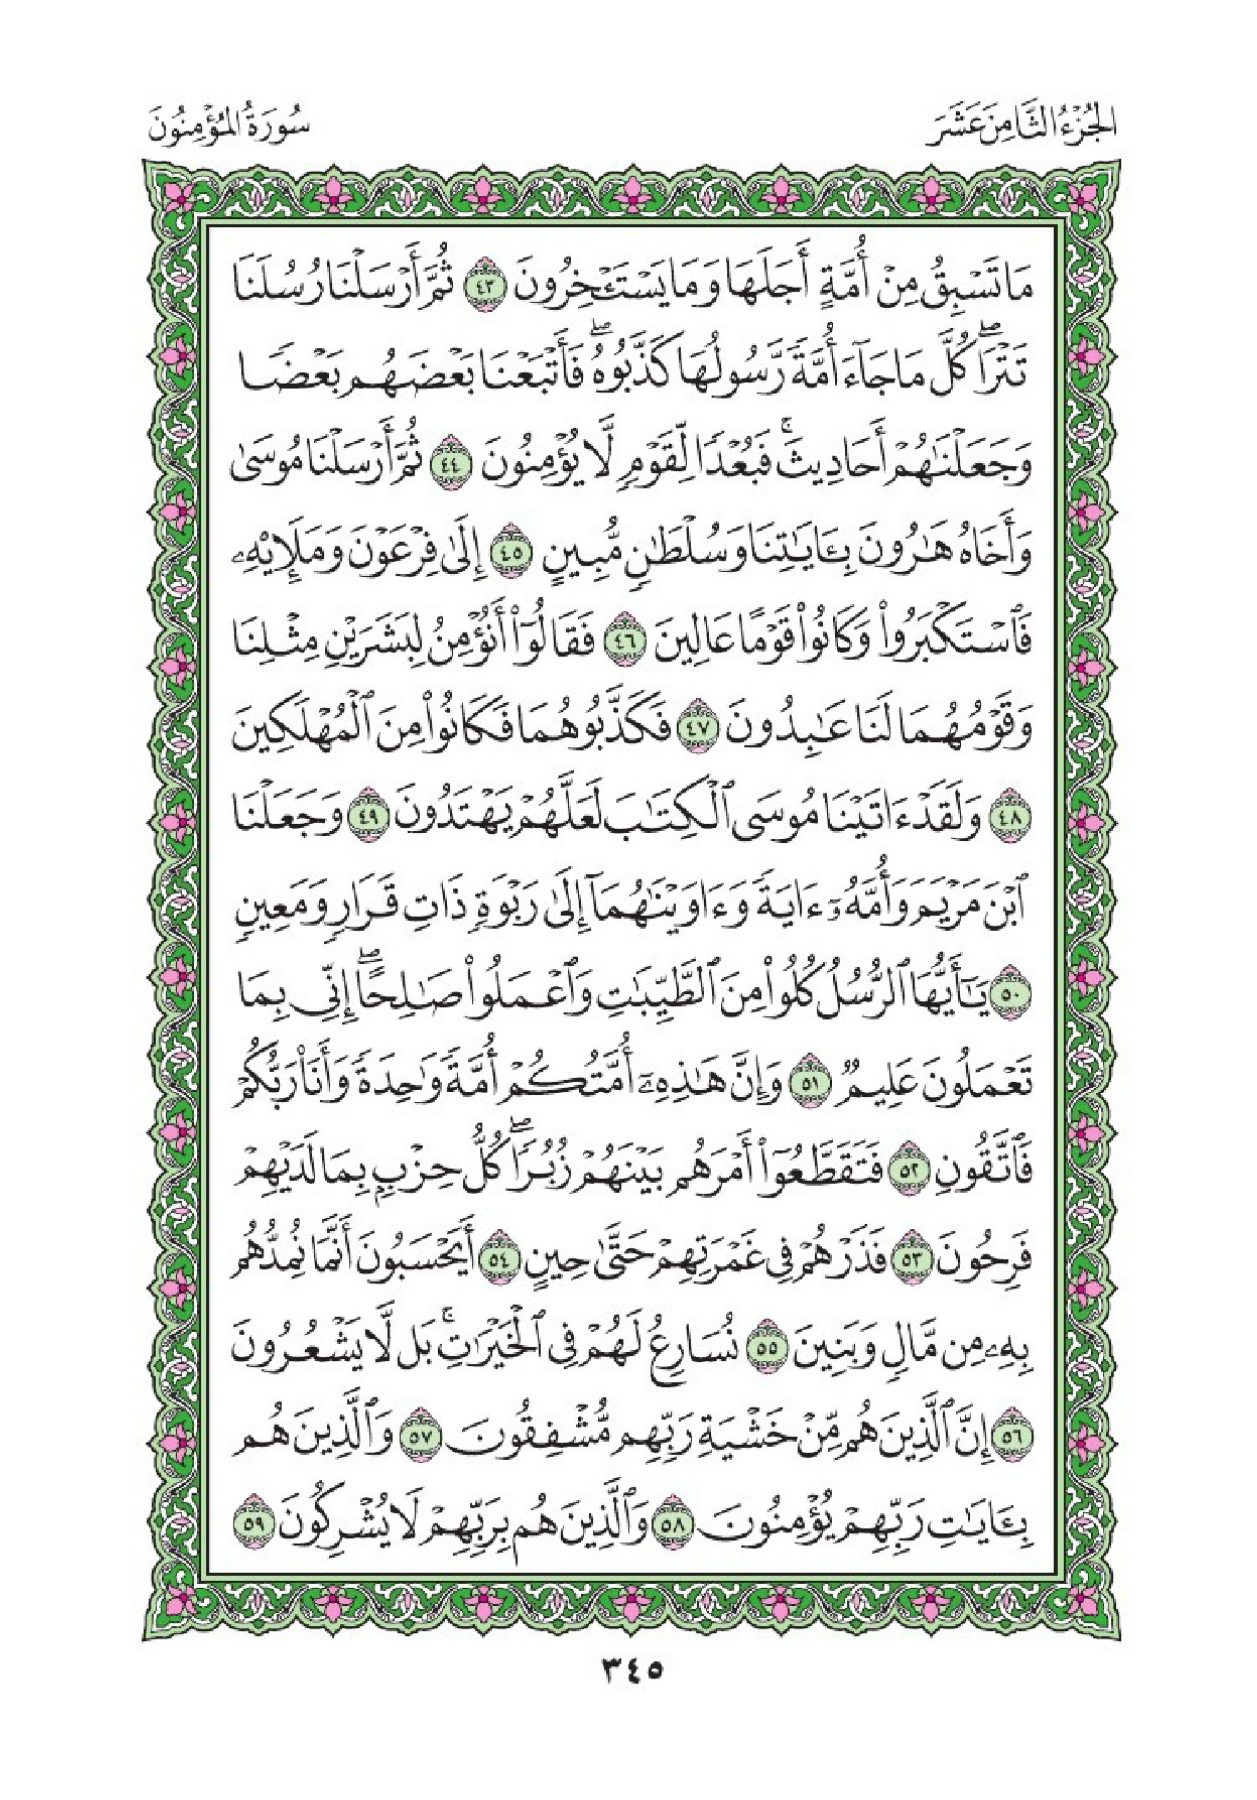 الجُزْءُ الثَّامِنَ عَشَرَ
سُورَةُ المُؤْمِنُونَ
مَا تَسْبِقُ مِنْ أُمَّةٍ أَجَلَهَا وَمَا يَسْتَـْٔخِرُونَ ٤٣ ثُمَّ أَرْسَلْنَا رُسُلَنَا
تَتْرَاۖ كُلَّ مَا جَآءَ أُمَّةً رَّسُولُهَا كَذَّبُوهُۖ فَأَتْبَعْنَا بَعْضَهُم بَعْضًا
وَجَعَلْنَٰهُمْ أَحَادِيثَۚ فَبُعْدًا لِّقَوْمٍ لَّا يُؤْمِنُونَ ٤٤ ثُمَّ أَرْسَلْنَا مُوسَىٰ
وَأَخَاهُ هَٰرُونَ بِـَٔايَٰتِنَا وَسُلْطَٰنٍ مُّبِينٍ ٤٥ إِلَىٰ فِرْعَوْنَ وَمَلَإِي۟هِۦ
فَٱسْتَكْبَرُوا۟ وَكَانُوا۟ قَوْمًا عَالِينَ ٤٦ فَقَالُوٓا۟ أَنُؤْمِنُ لِبَشَرَيْنِ مِثْلِنَا
وَقَوْمُهُمَا لَنَا عَٰبِدُونَ ٤٧ فَكَذَّبُوهُمَا فَكَانُوا۟ مِنَ ٱلْمُهْلَكِينَ
٤٨ وَلَقَدْ ءَاتَيْنَا مُوسَى ٱلْكِتَٰبَ لَعَلَّهُمْ يَهْتَدُونَ ٤٩ وَجَعَلْنَا
ٱبْنَ مَرْيَمَ وَأُمَّهُۥٓ ءَايَةً وَءَاوَيْنَٰهُمَآ إِلَىٰ رَبْوَةٍ ذَاتِ قَرَارٍ وَمَعِينٍ
٥٠ يَٰٓأَيُّهَا ٱلرُّسُلُ كُلُوا۟ مِنَ ٱلطَّيِّبَٰتِ وَٱعْمَلُوا۟ صَٰلِحًاۖ إِنِّى بِمَا
تَعْمَلُونَ عَلِيمٌ ٥١ وَإِنَّ هَٰذِهِۦٓ أُمَّتُكُمْ أُمَّةً وَٰحِدَةً وَأَنَا۠ رَبُّكُمْ
فَٱتَّقُونِ ٥٢ فَتَقَطَّعُوٓا۟ أَمْرَهُم بَيْنَهُمْ زُبُرًاۖ كُلُّ حِزْبٍۭ بِمَا لَدَيْهِمْ
فَرِحُونَ ٥٣ فَذَرْهُمْ فِى غَمْرَتِهِمْ حَتَّىٰ حِينٍ ٥٤ أَيَحْسَبُونَ أَنَّمَا نُمِدُّهُم
بِهِۦ مِن مَّالٍ وَبَنِينَ ٥٥ نُسَارِعُ لَهُمْ فِى ٱلْخَيْرَٰتِۚ بَل لَّا يَشْعُرُونَ
٥٦ إِنَّ ٱلَّذِينَ هُم مِّنْ خَشْيَةِ رَبِّهِم مُّشْفِقُونَ ٥٧ وَٱلَّذِينَ هُم
بِـَٔايَٰتِ رَبِّهِمْ يُؤْمِنُونَ ٥٨ وَٱلَّذِينَ هُم بِرَبِّهِمْ لَا يُشْرِكُونَ ٥٩
٣٤٥